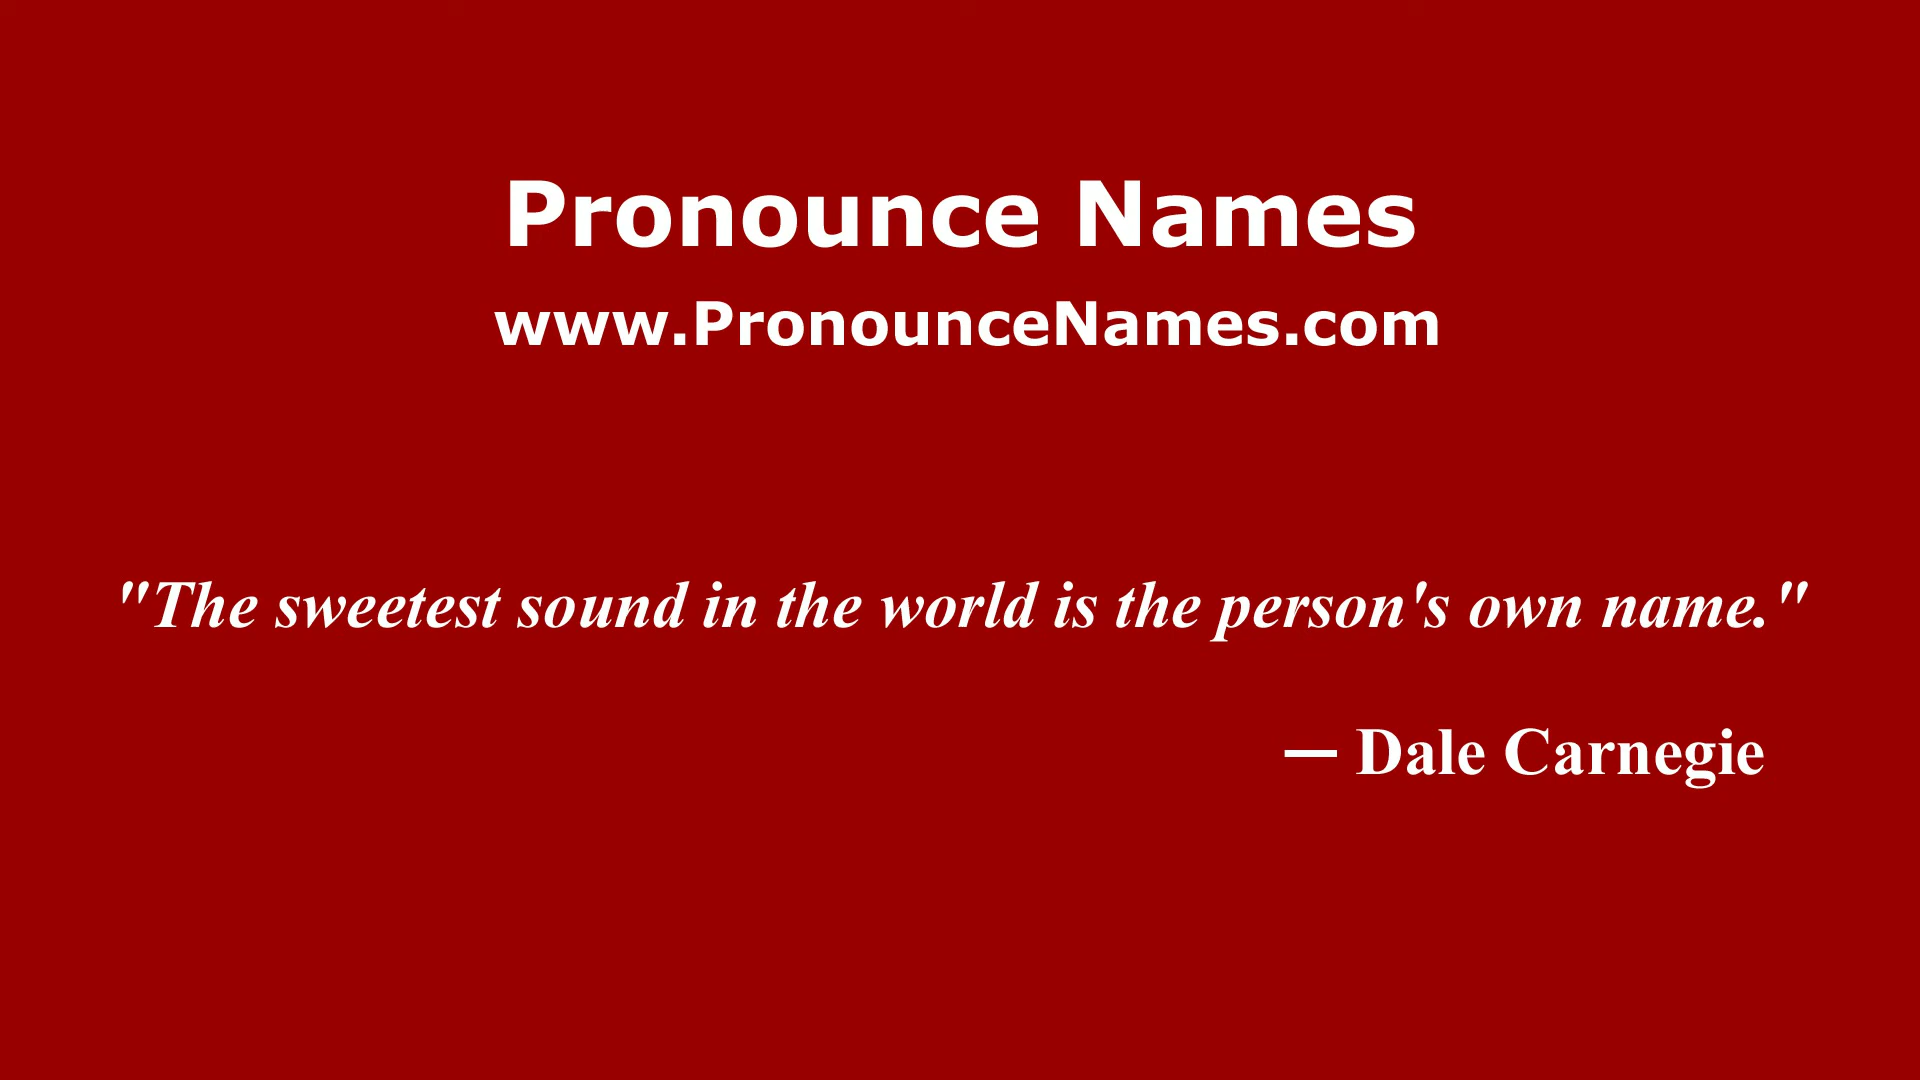 Pronounce Names
www.PronounceNames.com
"The sweetest sound in the world is the person's own name."
— Dale Carnegie